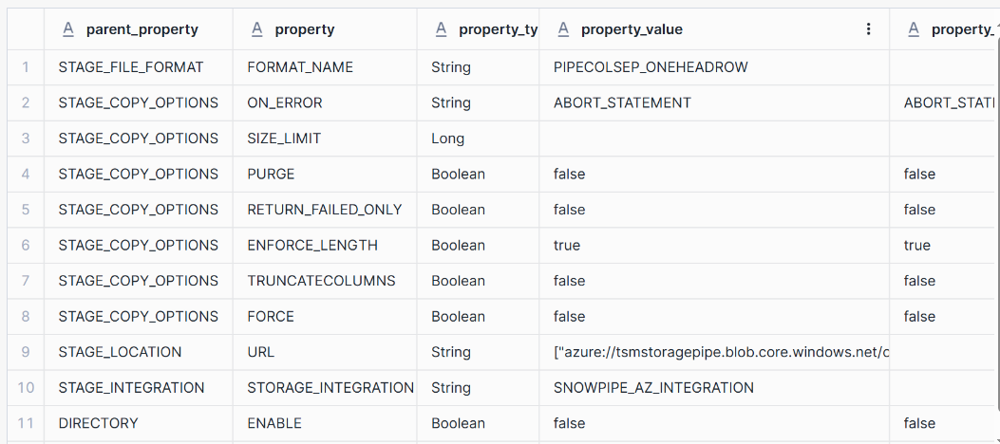 A parent_property A property A property_ty A property_value A property_
1 STAGE_FILE_FORMAT FORMAT_NAME String PIPECOLSEP_ONEHEADROW
2 STAGE_COPY_OPTIONS ON_ERROR String ABORT_STATEMENT ABORT_STATI
3 STAGE_COPY_OPTIONS SIZE_LIMIT Long
4 STAGE_COPY_OPTIONS PURGE Boolean false false
5 STAGE_COPY_OPTIONS RETURN_FAILED_ONLY Boolean false false
6 STAGE_COPY_OPTIONS ENFORCE_LENGTH Boolean true true
7 STAGE_COPY_OPTIONS TRUNCATECOLUMNS Boolean false false
8 STAGE_COPY_OPTIONS FORCE Boolean false false
9 STAGE_LOCATION URL String ["azure://tsmstoragepipe.blob.core.windows.net/c
10 STAGE_INTEGRATION STORAGE_INTEGRATION String SNOWPIPE_AZ_INTEGRATION
11 DIRECTORY ENABLE Boolean false false